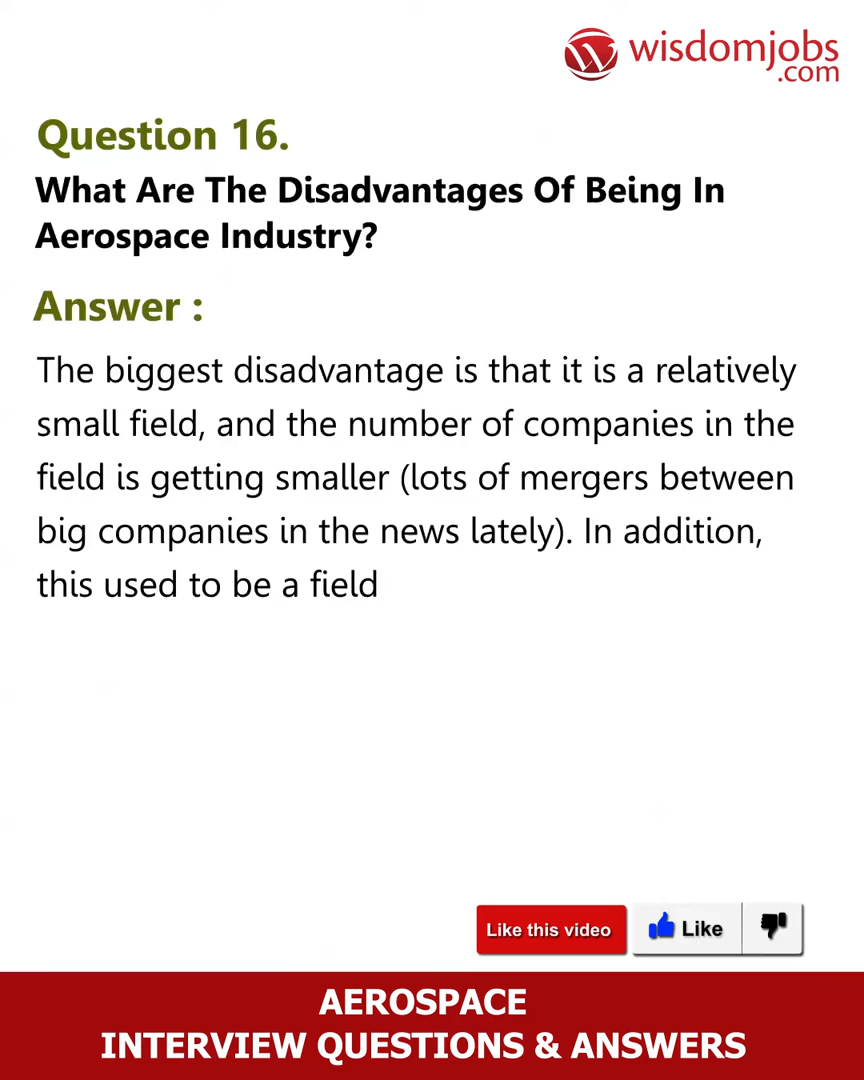 wisdomjobs
.com
Question 16.
What Are The Disadvantages Of Being In
Aerospace Industry?
Answer :
The biggest disadvantage is that it is a relatively
small field, and the number of companies in the
field is getting smaller (lots of mergers between
big companies in the news lately). In addition,
this used to be a field
Like this video
Like
AEROSPACE
INTERVIEW QUESTIONS & ANSWERS